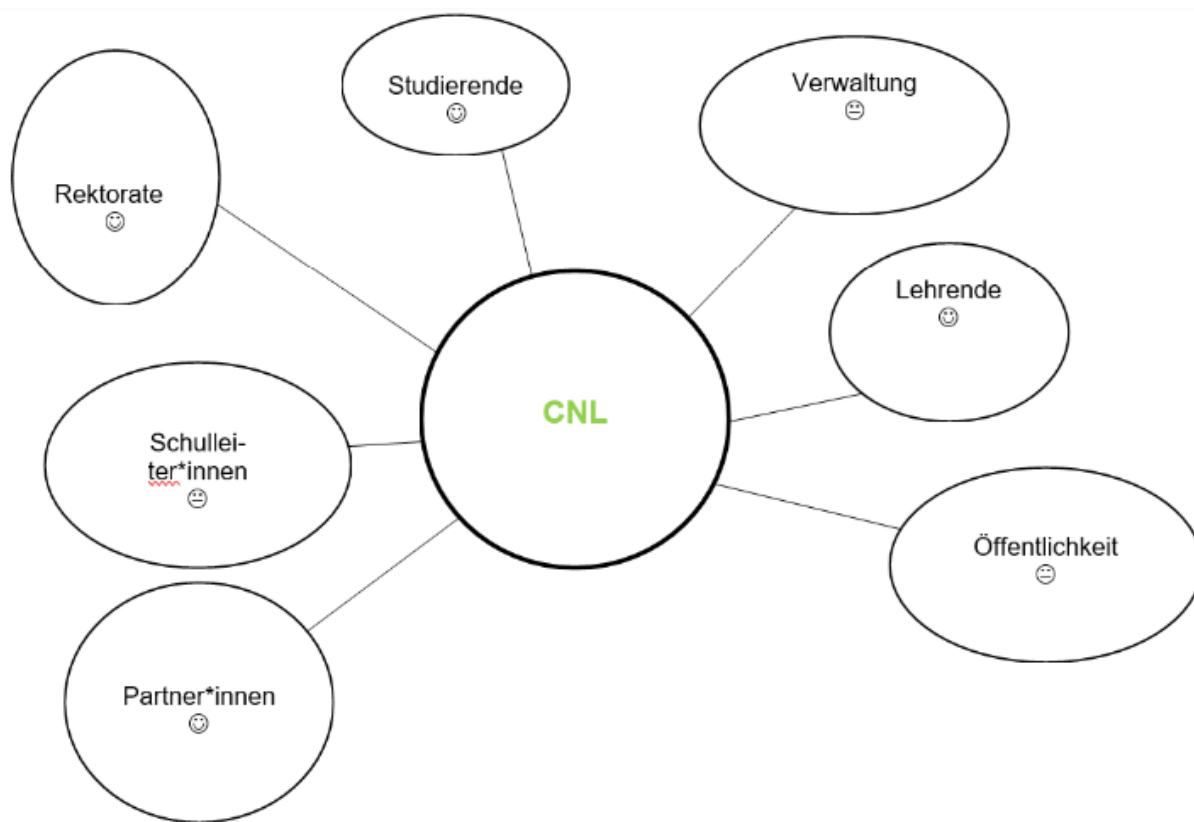 Studierende
☺
Verwaltung
😐
Rektorate
☺
Lehrende
☺
CNL
Schullei-
ter*innen
😐
Öffentlichkeit
😐
Partner*innen
☺